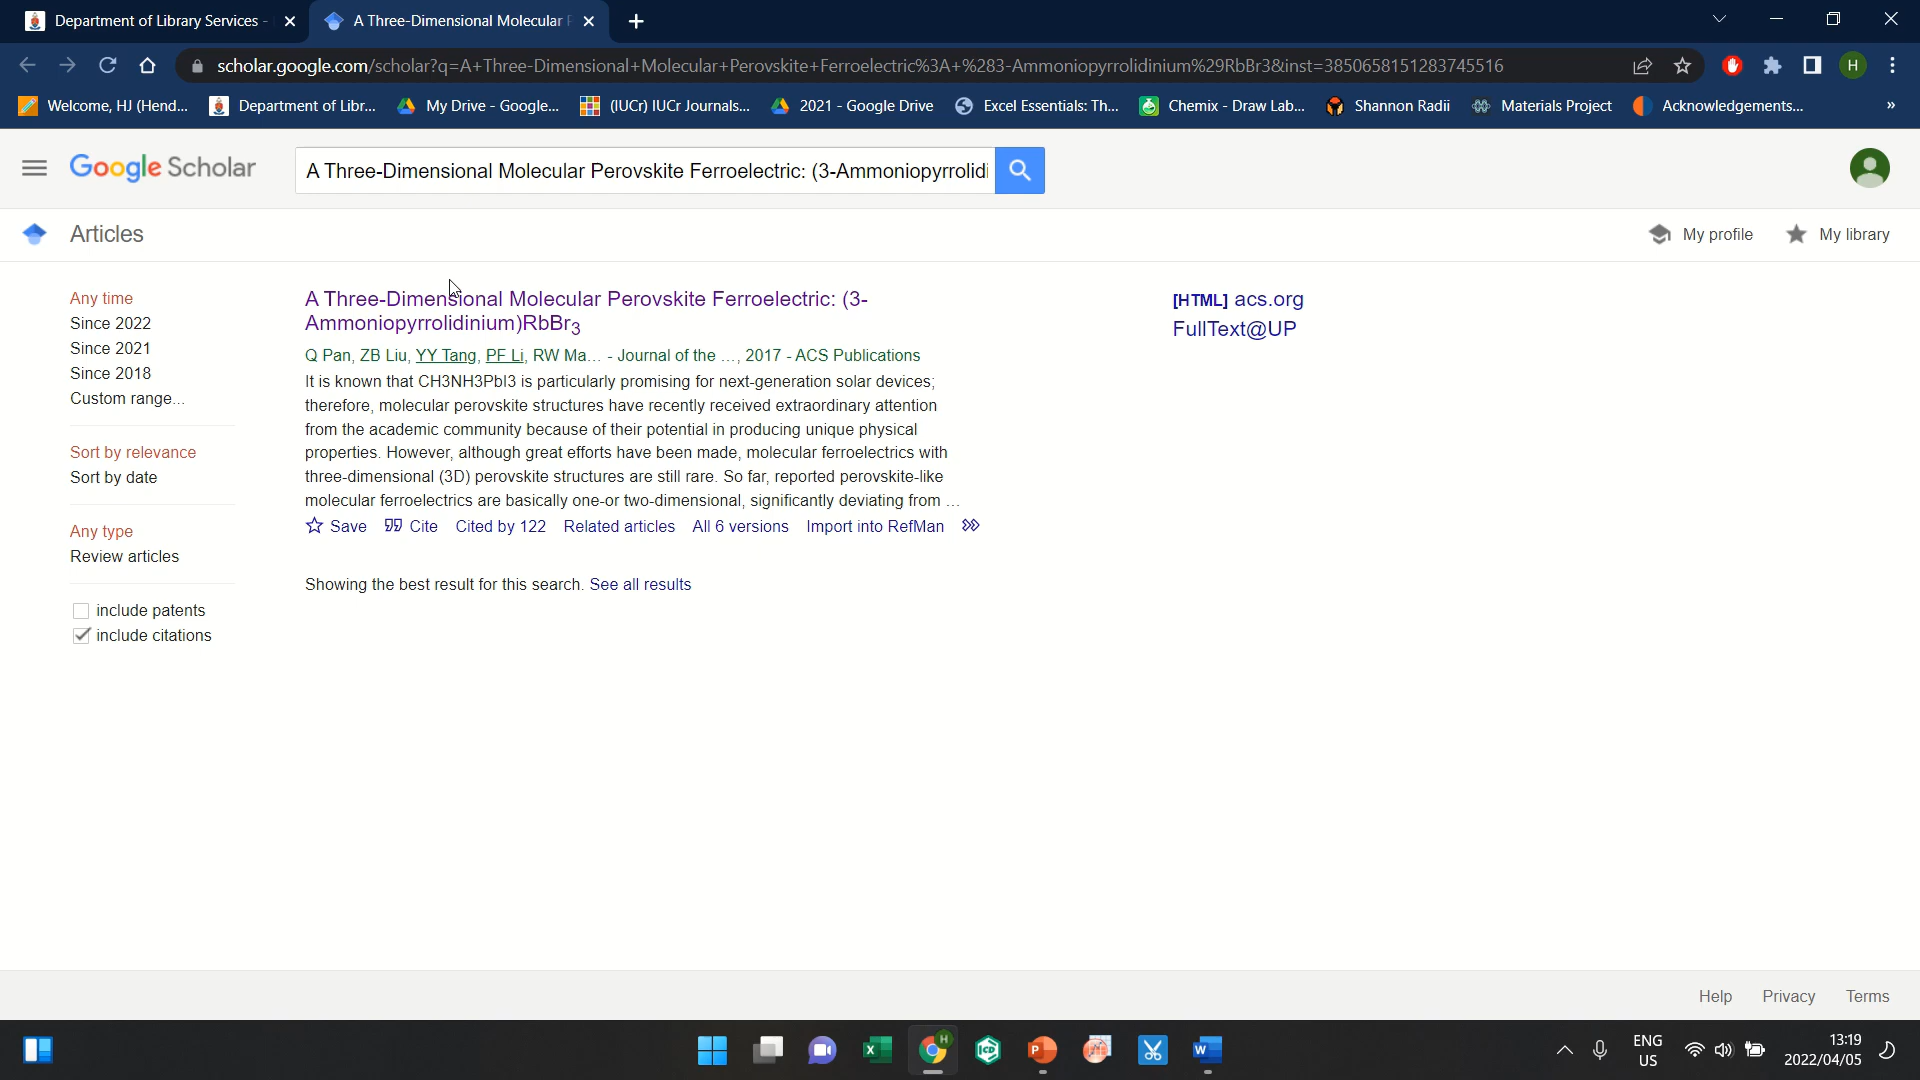 Department of Library Services -
A Three-Dimensional Molecular
scholar.google.com/scholar?q=A+Three-Dimensional+Molecular+Perovskite+Ferroelectric%3A+%283-Ammoniopyrrolidinium%29RbBr3&inst=3850658151283745516
H
Welcome, HJ (Hend...
Department of Libr...
My Drive - Google...
(IUCr) IUCr Journals...
2021 - Google Drive
Excel Essentials: Th...
Chemix - Draw Lab...
Shannon Radii
Materials Project
Acknowledgements...
»
Google Scholar
A Three-Dimensional Molecular Perovskite Ferroelectric: (3-Ammoniopyrrolidi
Articles
My profile
My library
Any time
Since 2022
Since 2021
Since 2018
Custom range...
Sort by relevance
Sort by date
Any type
Review articles
include patents
include citations
A Three-Dimensional Molecular Perovskite Ferroelectric: (3-
Ammoniopyrrolidinium)RbBr3
Q Pan, ZB Liu, YY Tang, PF Li, RW Ma... - Journal of the ..., 2017 - ACS Publications
It is known that CH3NH3PbI3 is particularly promising for next-generation solar devices;
therefore, molecular perovskite structures have recently received extraordinary attention
from the academic community because of their potential in producing unique physical
properties. However, although great efforts have been made, molecular ferroelectrics with
three-dimensional (3D) perovskite structures are still rare. So far, reported perovskite-like
molecular ferroelectrics are basically one-or two-dimensional, significantly deviating from ...
Save Cite Cited by 122 Related articles All 6 versions Import into RefMan
Showing the best result for this search. See all results
[HTML] acs.org
FullText@UP
Help Privacy Terms
H
ICD
ENG
US
13:19
2022/04/05